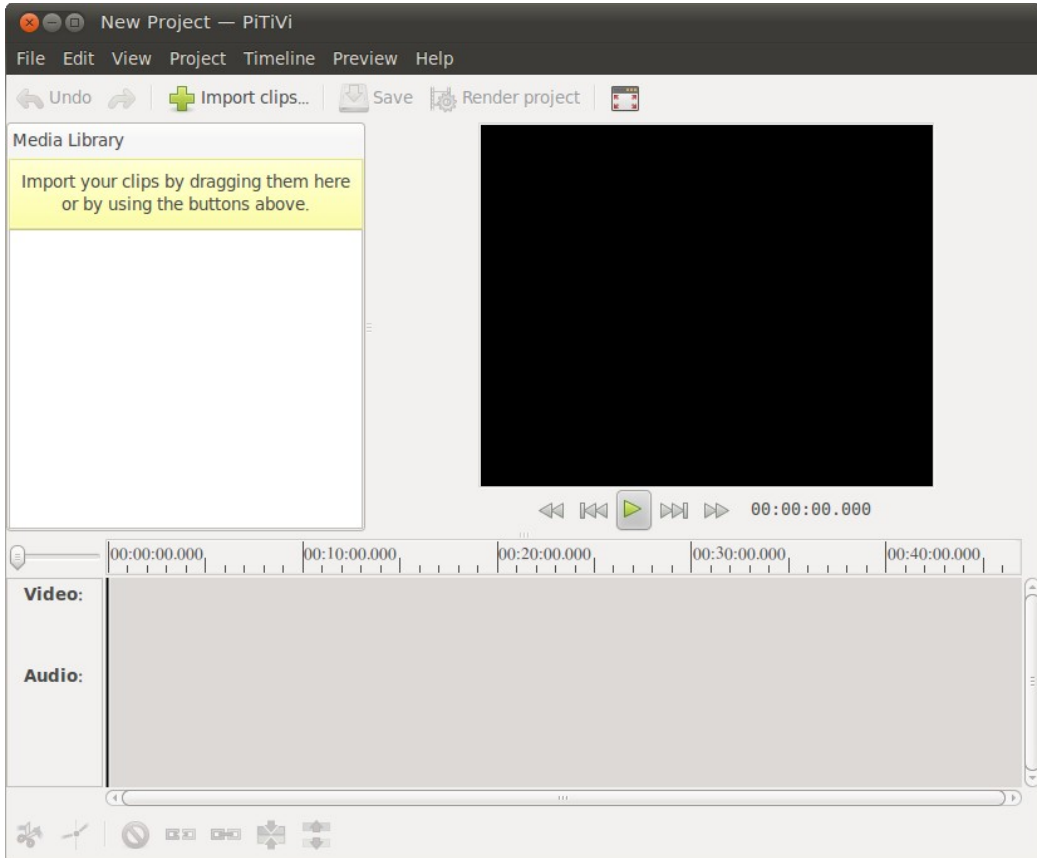 New Project — PiTiVi
File Edit View Project Timeline Preview Help
Undo Import clips... Save Render project
Media Library
Import your clips by dragging them here
or by using the buttons above.
00:00:00.000
00:00:00.000 00:10:00.000 00:20:00.000 00:30:00.000 00:40:00.000
Video:
Audio: